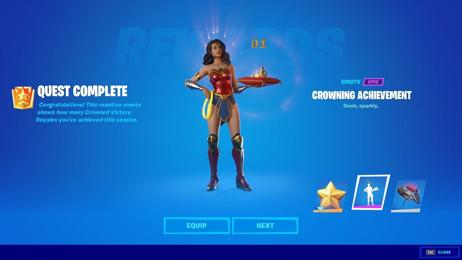 REWARDS
01
QUEST COMPLETE
Congratulations! This reactive emote
shows how many Crowned Victory
Royales you've achieved this season.
EMOTE EPIC
CROWNING ACHIEVEMENT
Oooh, sparkly.
EQUIP
NEXT
ESC CLOSE